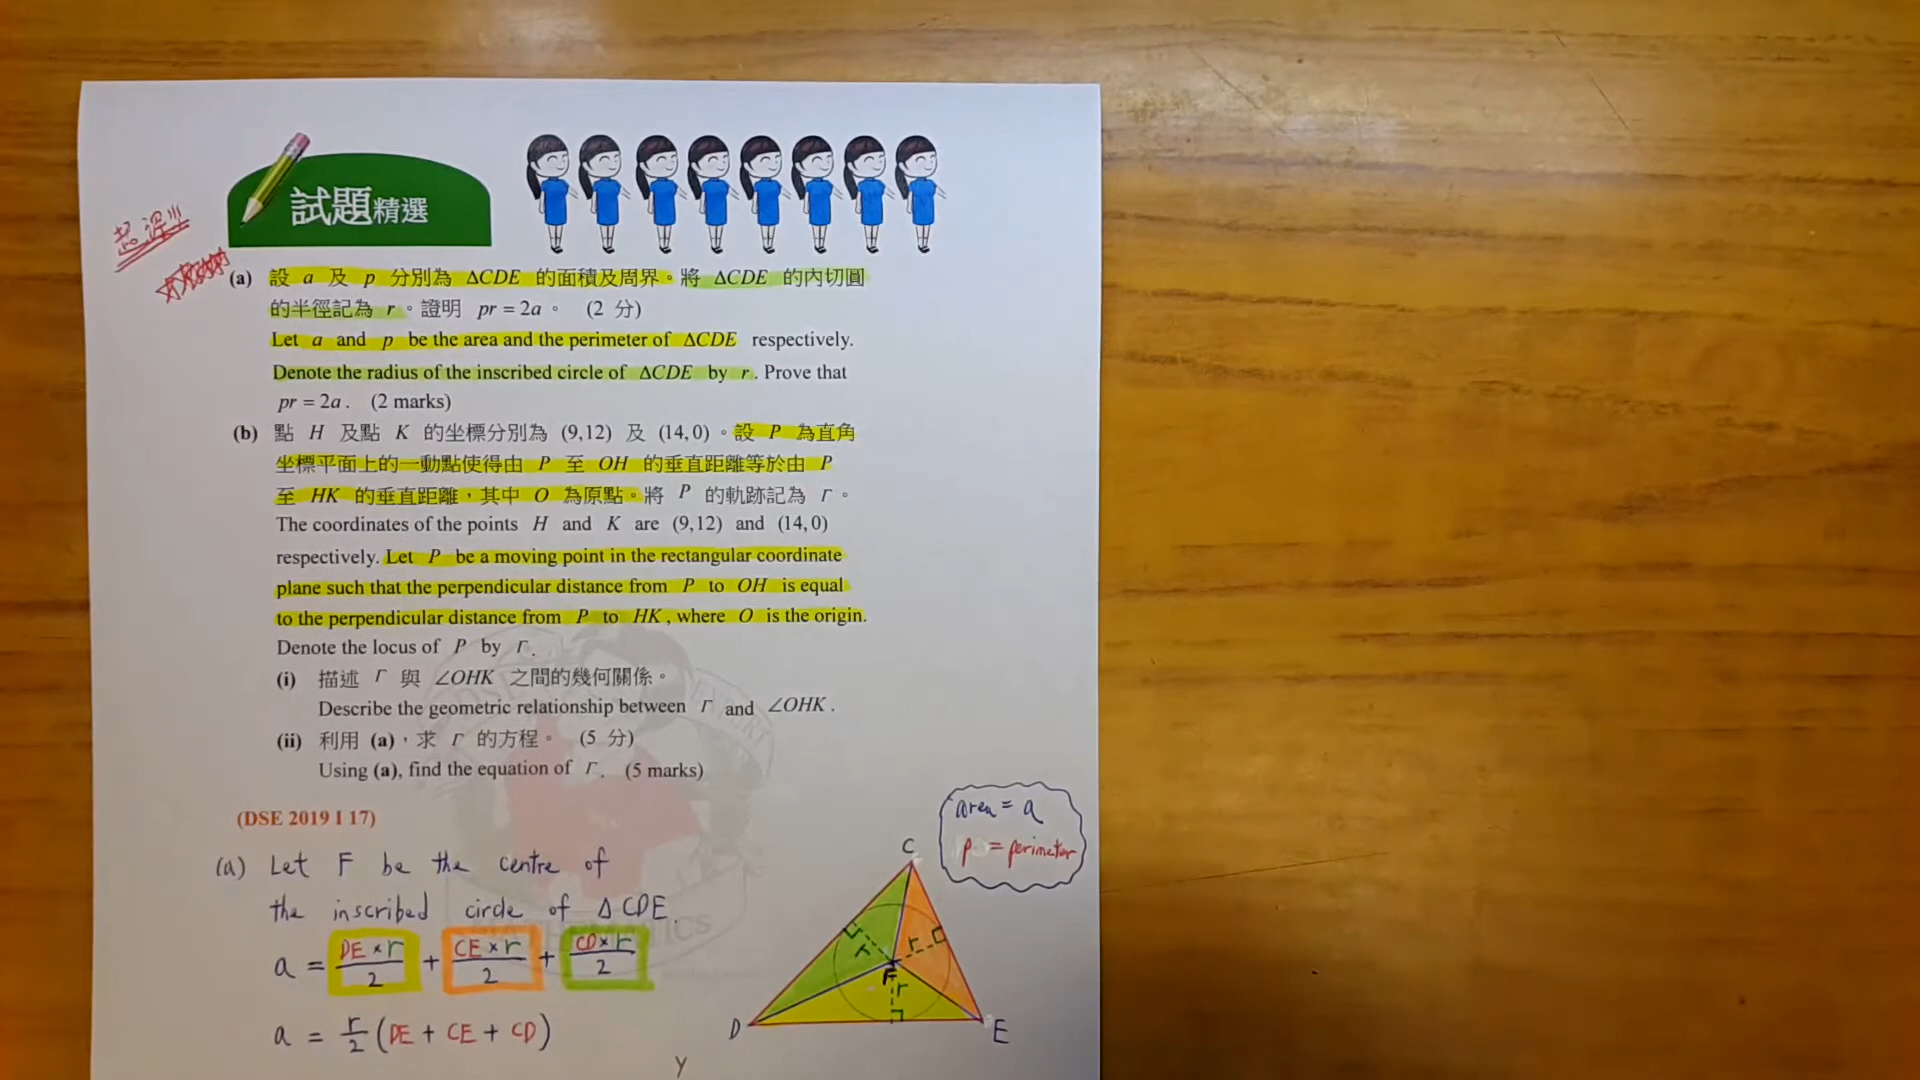 試題精選
(a) 設 a 及 p 分別為 ΔCDE 的面積及周界。將 ΔCDE 的內切圓
的半徑記為 r。證明 pr = 2a。 (2 分)
Let a and p be the area and the perimeter of ΔCDE respectively.
Denote the radius of the inscribed circle of ΔCDE by r. Prove that
pr = 2a. (2 marks)
(b) 點 H 及點 K 的坐標分別為 (9,12) 及 (14,0)。設 P 為直角
坐標平面上的一動點使得由 P 至 OH 的垂直距離等於由 P
至 HK 的垂直距離,其中 O 為原點。將 P 的軌跡記為 Γ。
The coordinates of the points H and K are (9,12) and (14,0)
respectively. Let P be a moving point in the rectangular coordinate
plane such that the perpendicular distance from P to OH is equal
to the perpendicular distance from P to HK, where O is the origin.
Denote the locus of P by Γ.
(i) 描述 Γ 與 ∠OHK 之間的幾何關係。
Describe the geometric relationship between Γ and ∠OHK.
(ii) 利用 (a),求 Γ 的方程。 (5 分)
Using (a), find the equation of Γ. (5 marks)
(DSE 2019 I 17)
(a) Let F be the centre of
the inscribed circle of ΔCDE.
a = DE × r / 2 + CE × r / 2 + CD × r / 2
a = r/2 (DE + CE + CD)
area = a
p = perimeter
C
r
r
F
r
D
E
y